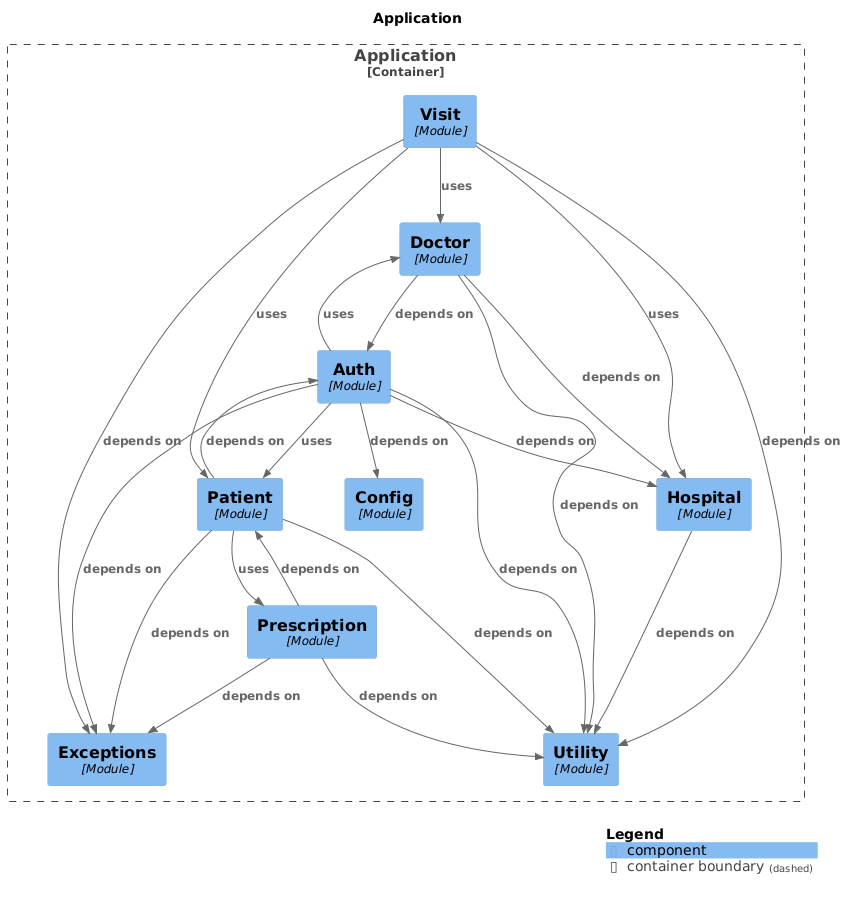 Application
Application
[Container]
Visit
[Module]
uses
Doctor
[Module]
uses
uses
depends on
uses
depends on
Auth
[Module]
depends on
depends on
uses
depends on
depends on
depends on
Patient
[Module]
Config
[Module]
Hospital
[Module]
depends on
depends on
uses
depends on
depends on
Prescription
[Module]
depends on
depends on
depends on
depends on
depends on
Exceptions
[Module]
Utility
[Module]
Legend
component
container boundary (dashed)